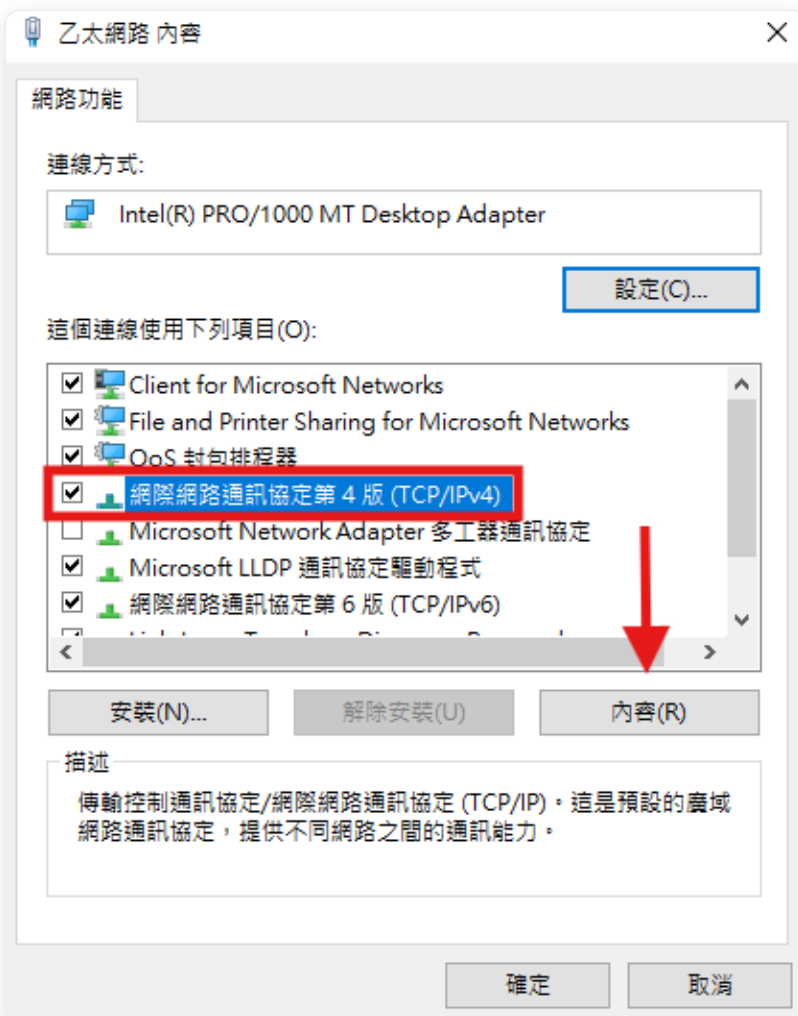 乙太網路 內容
網路功能
連線方式:
Intel(R) PRO/1000 MT Desktop Adapter
設定(C)...
這個連線使用下列項目(O):
Client for Microsoft Networks
File and Printer Sharing for Microsoft Networks
QoS 封包排程器
網際網路通訊協定第 4 版 (TCP/IPv4)
Microsoft Network Adapter 多工器通訊協定
Microsoft LLDP 通訊協定驅動程式
網際網路通訊協定第 6 版 (TCP/IPv6)
安裝(N)...
解除安裝(U)
內容(R)
描述
傳輸控制通訊協定/網際網路通訊協定 (TCP/IP)。這是預設的廣域
網路通訊協定，提供不同網路之間的通訊能力。
確定
取消